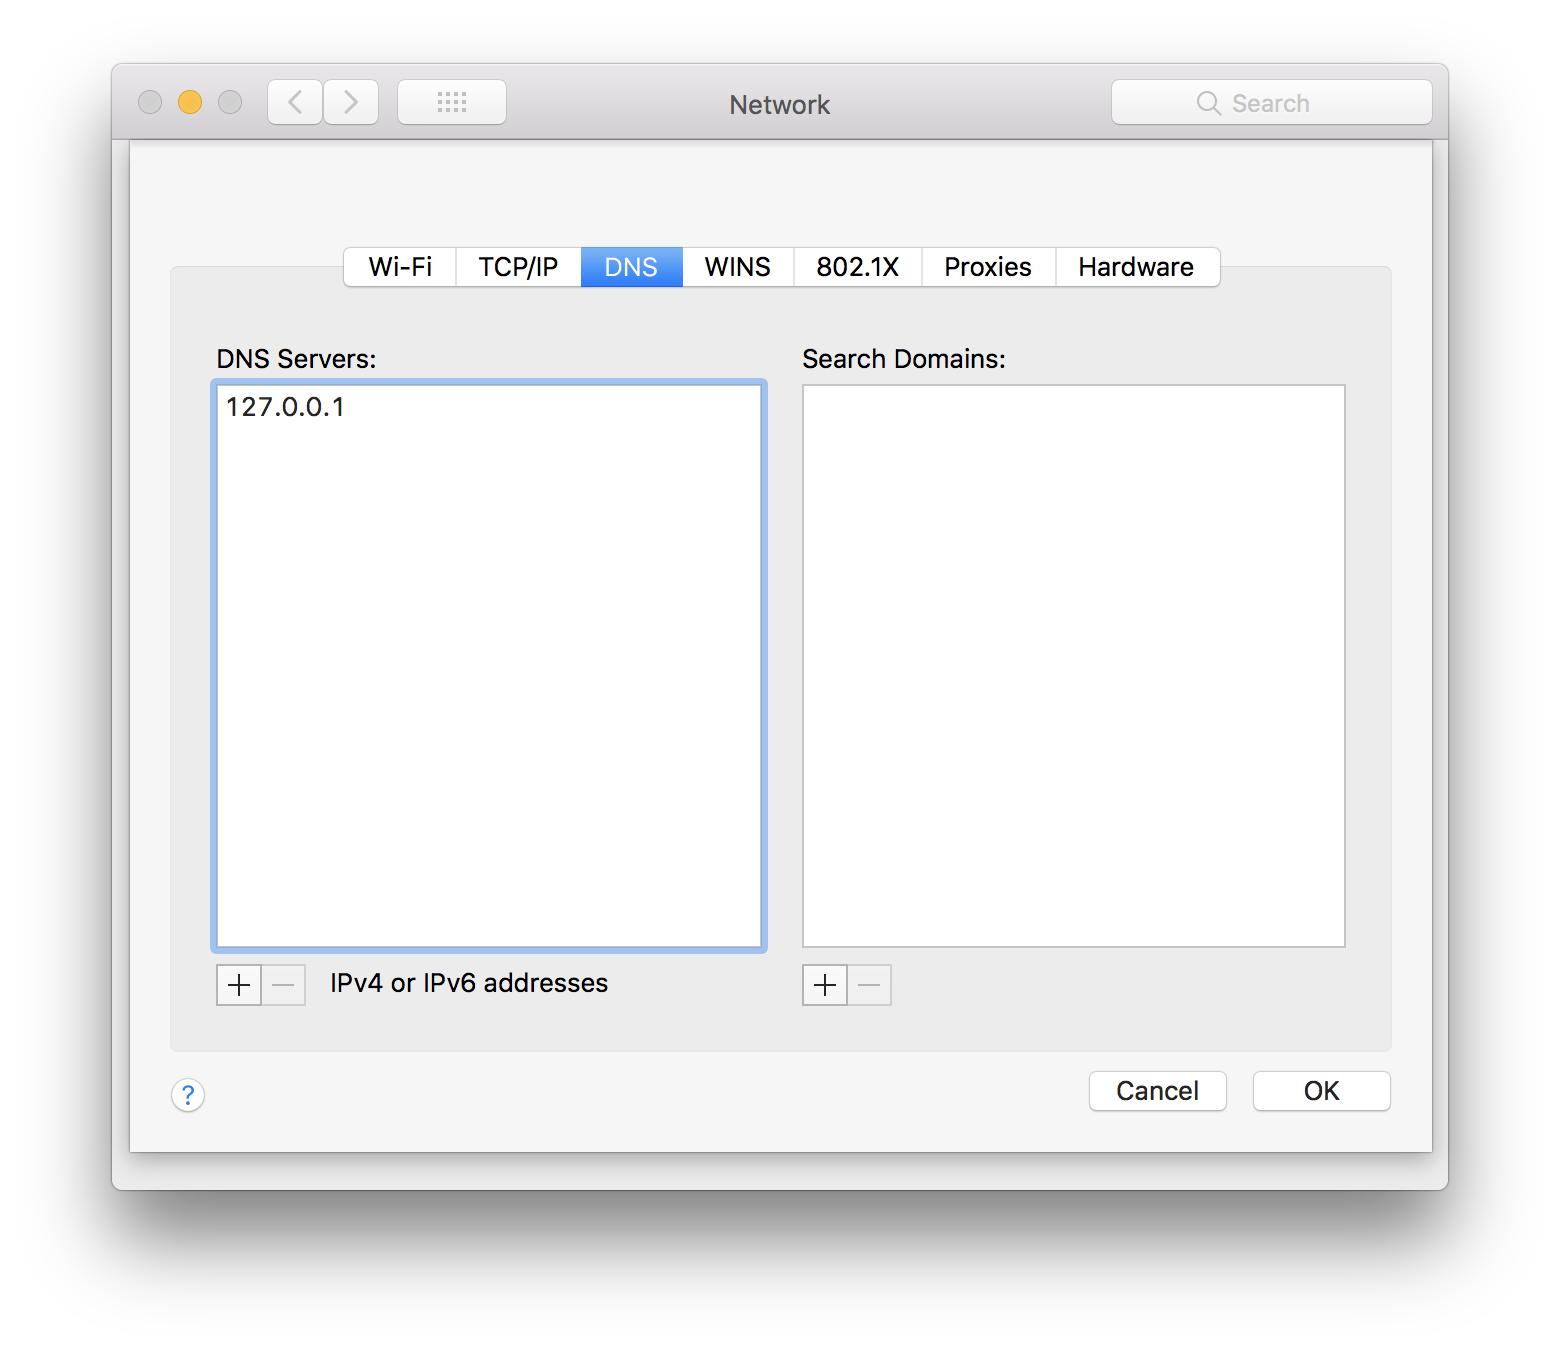 Network
Search
Wi-Fi TCP/IP DNS WINS 802.1X Proxies Hardware
DNS Servers:
127.0.0.1
IPv4 or IPv6 addresses
Search Domains:
?
Cancel OK